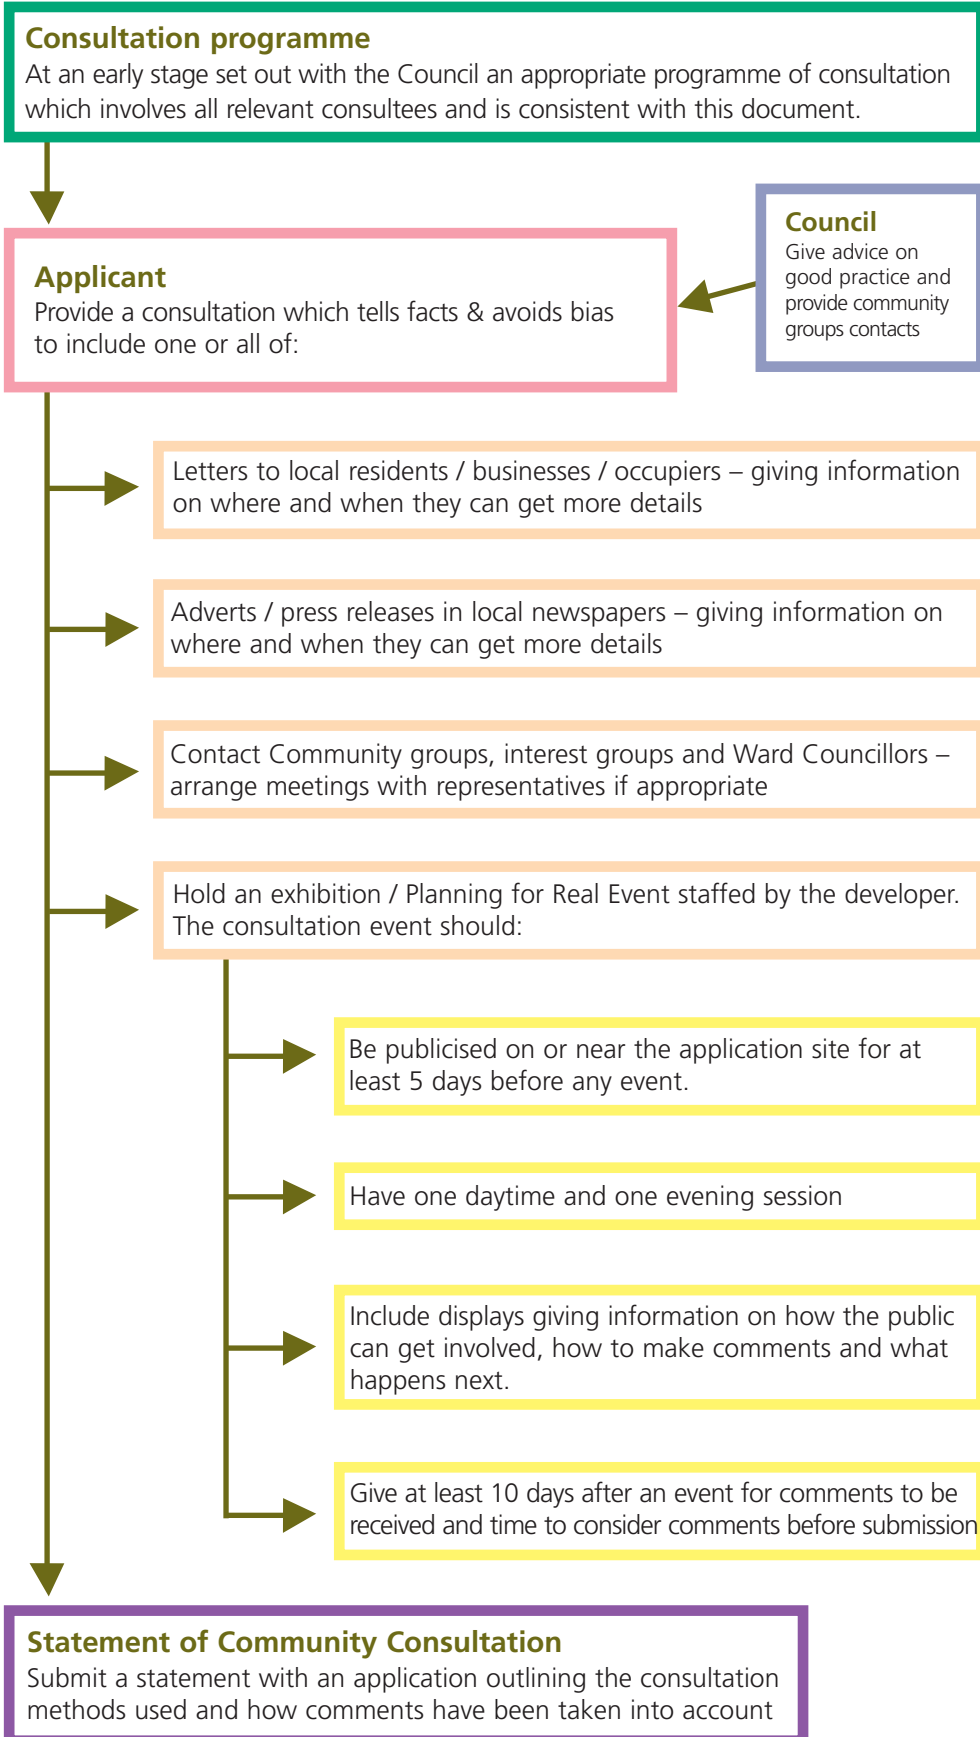 Consultation programme
At an early stage set out with the Council an appropriate programme of consultation
which involves all relevant consultees and is consistent with this document.
Council
Give advice on
good practice and
provide community
groups contacts
Applicant
Provide a consultation which tells facts & avoids bias
to include one or all of:
Letters to local residents / businesses / occupiers – giving information
on where and when they can get more details
Adverts / press releases in local newspapers – giving information on
where and when they can get more details
Contact Community groups, interest groups and Ward Councillors –
arrange meetings with representatives if appropriate
Hold an exhibition / Planning for Real Event staffed by the developer.
The consultation event should:
Be publicised on or near the application site for at
least 5 days before any event.
Have one daytime and one evening session
Include displays giving information on how the public
can get involved, how to make comments and what
happens next.
Give at least 10 days after an event for comments to be
received and time to consider comments before submission
Statement of Community Consultation
Submit a statement with an application outlining the consultation
methods used and how comments have been taken into account